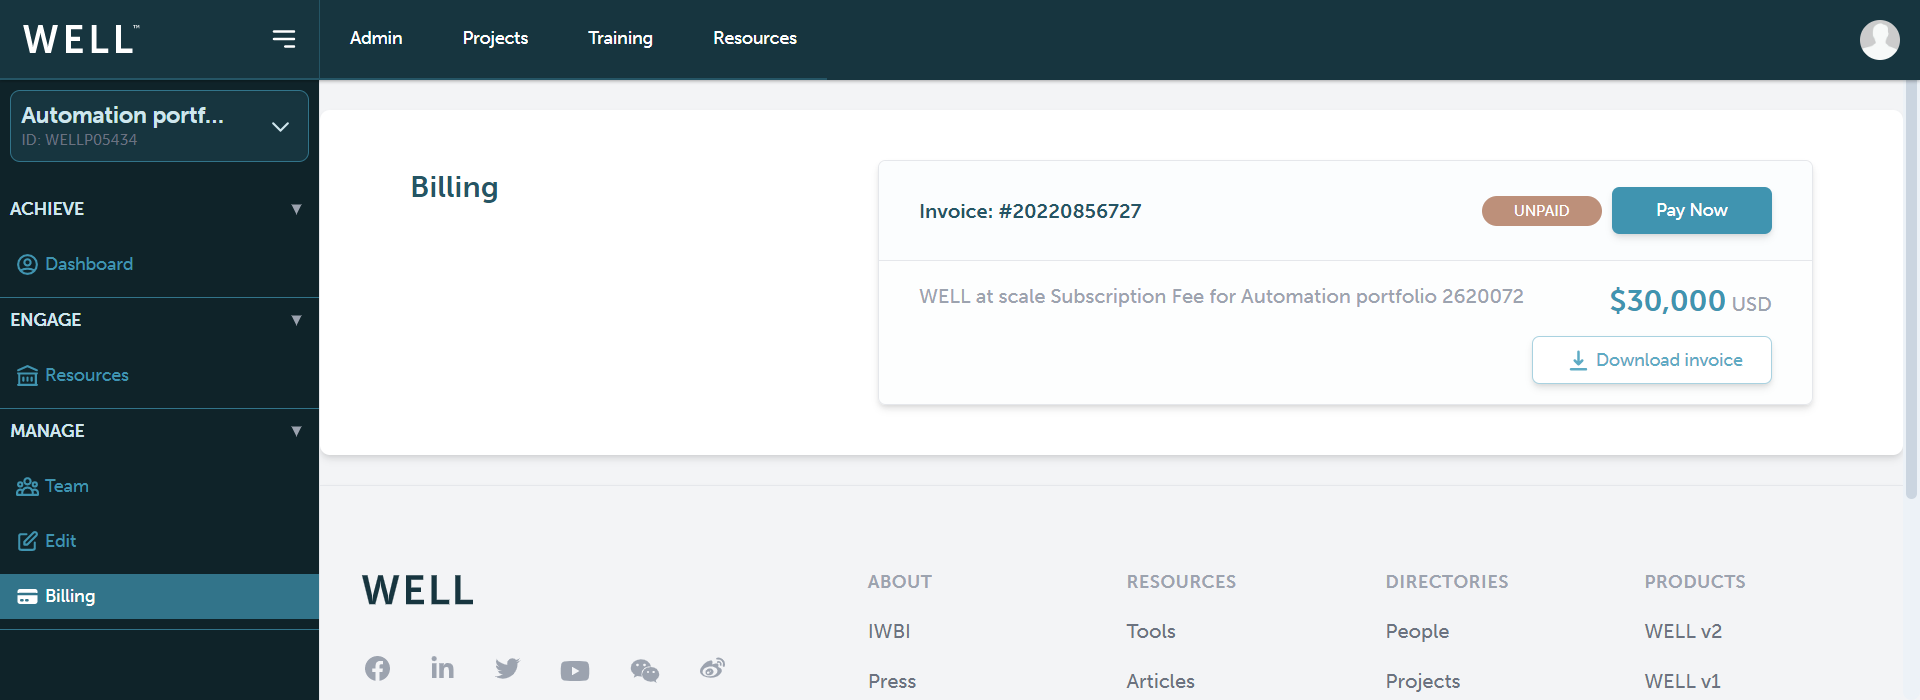 WELL™
Admin
Projects
Training
Resources
Automation portf...
ID: WELLP05434
ACHIEVE
Dashboard
ENGAGE
Resources
MANAGE
Team
Edit
Billing
Billing
Invoice: #20220856727
UNPAID
Pay Now
WELL at scale Subscription Fee for Automation portfolio 2620072
$30,000 USD
Download invoice
WELL
ABOUT
IWBI
Press
RESOURCES
Tools
Articles
DIRECTORIES
People
Projects
PRODUCTS
WELL v2
WELL v1